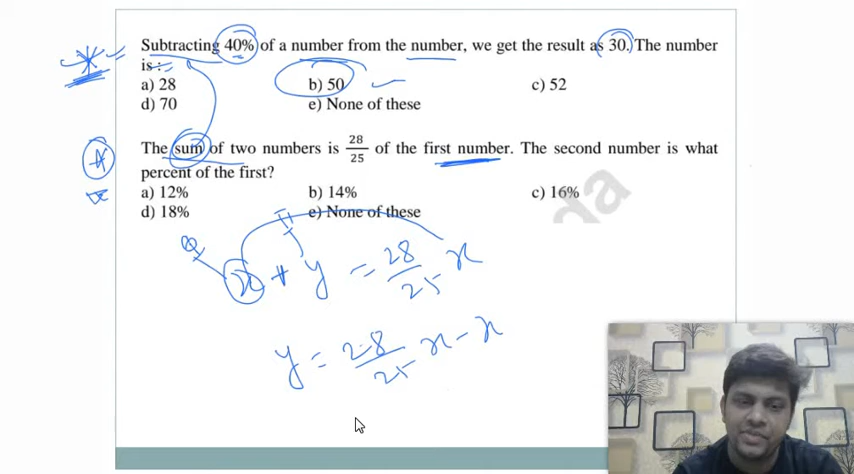 Subtracting 40% of a number from the number, we get the result as 30. The number
is :-
a) 28 b) 50 c) 52
d) 70 e) None of these
The sum of two numbers is 28/25 of the first number. The second number is what
percent of the first?
a) 12% b) 14% c) 16%
d) 18% e) None of these
x + y = 28/25 x
y = 28/25 x - x